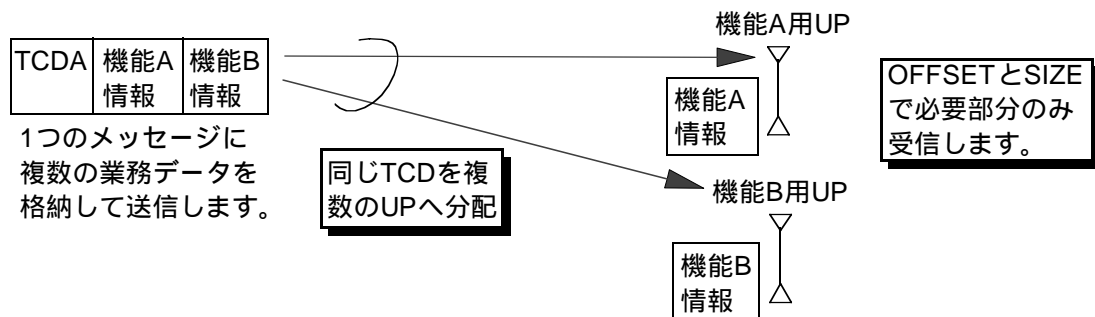 機能A用UP
TCDA
機能A
情報
機能B
情報
1つのメッセージに
複数の業務データを
格納して送信します。
同じTCDを複
数のUPへ分配
機能A
情報
OFFSETとSIZE
で必要部分のみ
受信します。
機能B用UP
機能B
情報